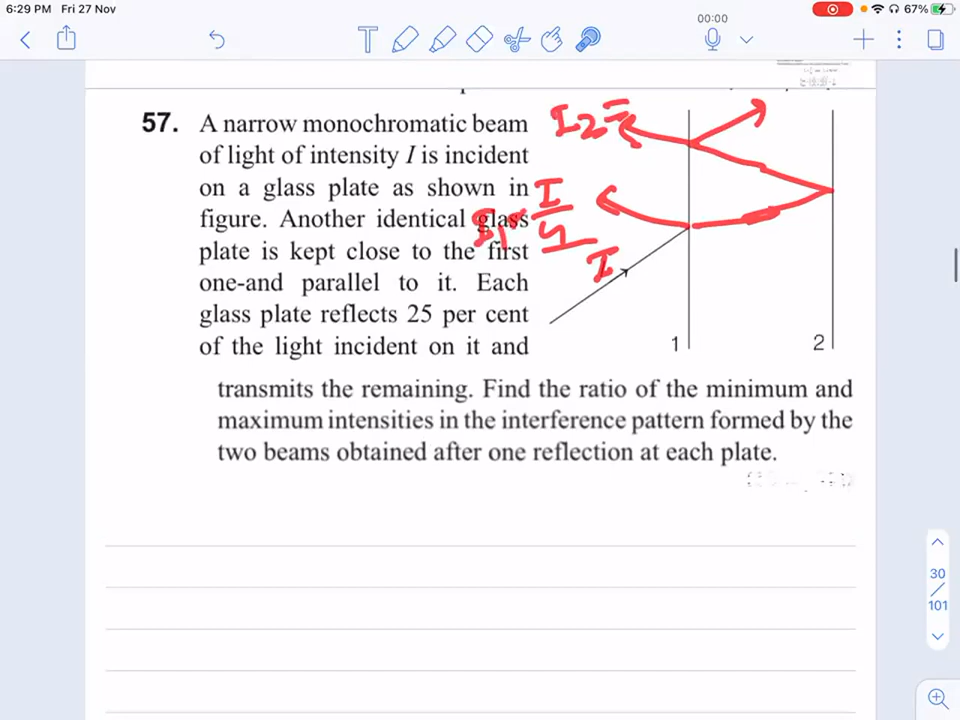 6:29 PM Fri 27 Nov
67%
00:00
T
57. A narrow monochromatic beam
of light of intensity I is incident
on a glass plate as shown in
figure. Another identical glass
plate is kept close to the first
one-and parallel to it. Each
glass plate reflects 25 per cent
of the light incident on it and
transmits the remaining. Find the ratio of the minimum and
maximum intensities in the interference pattern formed by the
two beams obtained after one reflection at each plate.
I2 =
I1 = I/4
I
1
2
30
/
101